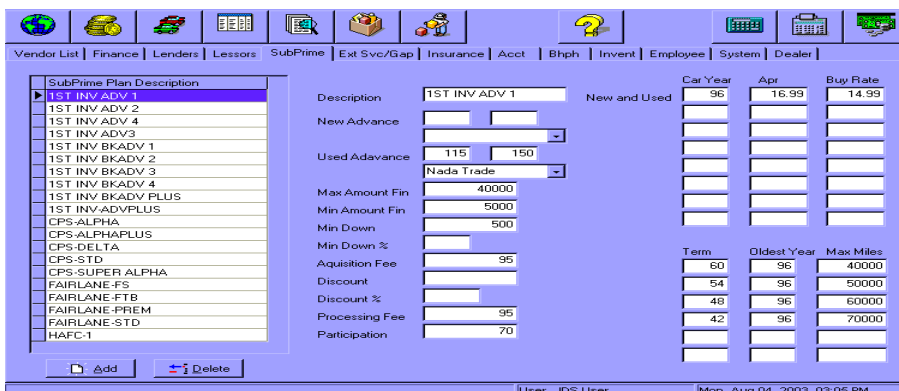 Vendor List Finance Lenders Lessors SubPrime Ext Svc/Gap Insurance Acct Bhph Invent Employee System Dealer
SubPrime Plan Description
1ST INV ADV 1
1ST INV ADV 2
1ST INV ADV 4
1ST INV ADV3
1ST INV BKADV 1
1ST INV BKADV 2
1ST INV BKADV 3
1ST INV BKADV 4
1ST INV BKADV PLUS
1ST INV-ADVPLUS
CPS-ALPHA
CPS-ALPHAPLUS
CPS-DELTA
CPS-STD
CPS-SUPER ALPHA
FAIRLANE-FS
FAIRLANE-FTB
FAIRLANE-PREM
FAIRLANE-STD
HAFC-1
Add Delete
Description 1ST INV ADV 1
New Advance
Used Adavance 115 150
Nada Trade
Max Amount Fin 40000
Min Amount Fin 5000
Min Down 500
Min Down %
Aquisition Fee 95
Discount
Discount %
Processing Fee 95
Participation 70
Car Year Apr Buy Rate
New and Used 96 16.99 14.99
Term Oldest Year Max Miles
60 96 40000
54 96 50000
48 96 60000
42 96 70000
User IDS User Mon, Aug 04, 2003 03:05 PM